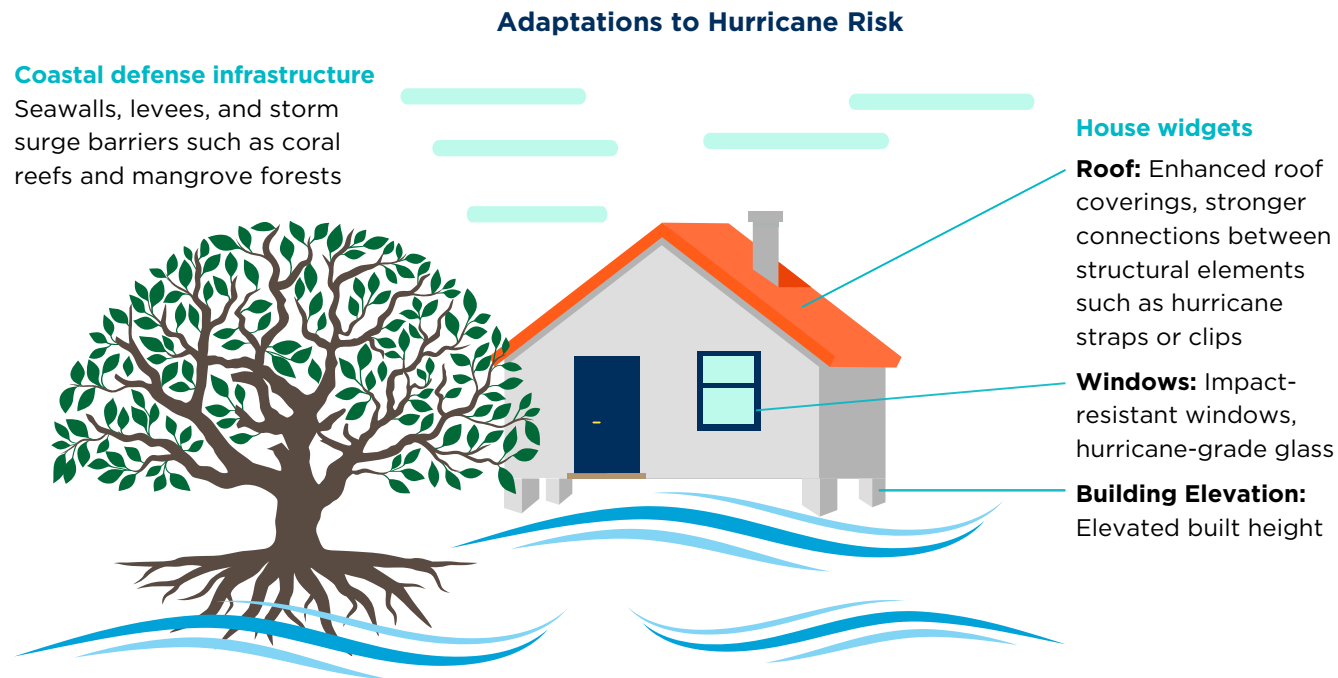 Adaptations to Hurricane Risk
Coastal defense infrastructure
Seawalls, levees, and storm
surge barriers such as coral
reefs and mangrove forests
House widgets
Roof: Enhanced roof
coverings, stronger
connections between
structural elements
such as hurricane
straps or clips
Windows: Impact-
resistant windows,
hurricane-grade glass
Building Elevation:
Elevated built height